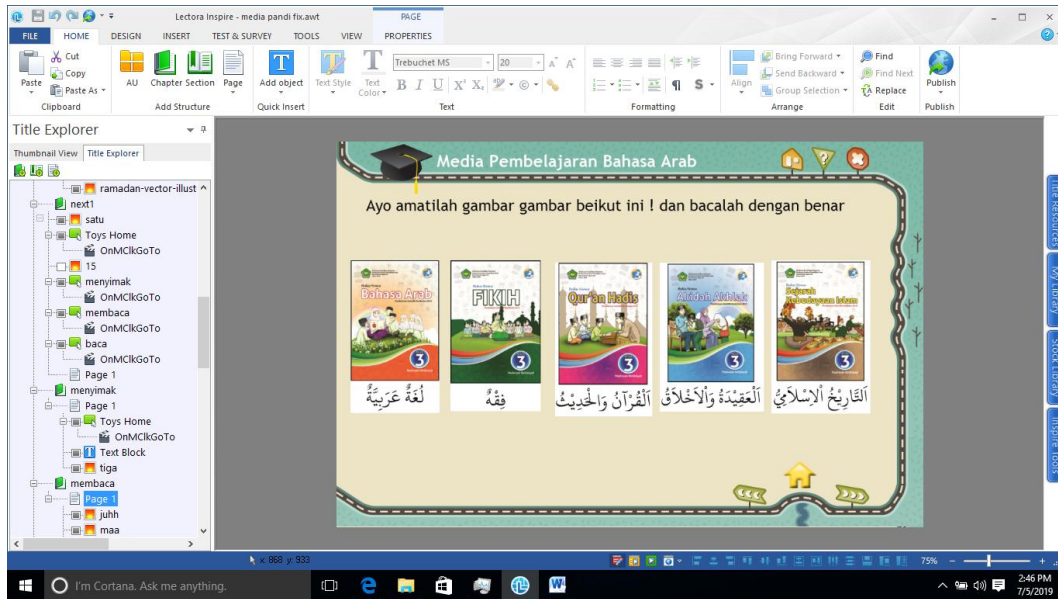 Lectora Inspire - media pandi fix.awt
PAGE
FILE HOME DESIGN INSERT TEST & SURVEY TOOLS VIEW PROPERTIES
Paste
Cut
Copy
Paste As
Clipboard
AU Chapter Section Page
Add Structure
Add object
Quick Insert
Text Style
Text Color
Trebuchet MS 20
B I U X² X₂
Text
Formatting
Align
Bring Forward
Send Backward
Group Selection
Arrange
Find
Find Next
Replace
Edit
Publish
Publish
Title Explorer
Thumbnail View Title Explorer
ramadan-vector-illust
next1
satu
Toys Home
OnMClkGoTo
15
menyimak
OnMClkGoTo
membaca
OnMClkGoTo
baca
OnMClkGoTo
Page 1
menyimak
Page 1
Toys Home
OnMClkGoTo
Text Block
tiga
membaca
Page 1
juhh
maa
Media Pembelajaran Bahasa Arab
Ayo amatilah gambar gambar beikut ini ! dan bacalah dengan benar
Bahasa Arab
3
FIKIH
3
Qur'an Hadis
3
Akidah Akhlak
3
Sejarah
Kebudayaan Islam
3
لُغَةٌ عَرَبِيَّةٌ
فِقْهٌ
اَلْقُرْآنُ وَالْحَدِيْثُ
اَلْعَقِيْدَةُ وَالْاَخْلَاقُ
اَلتَّارِيْخُ الْاِسْلَامِيُّ
Title Resources
My Library
Stock Library
Inspire Tools
x: 868 y: 933
75%
I'm Cortana. Ask me anything.
2:46 PM
7/5/2019